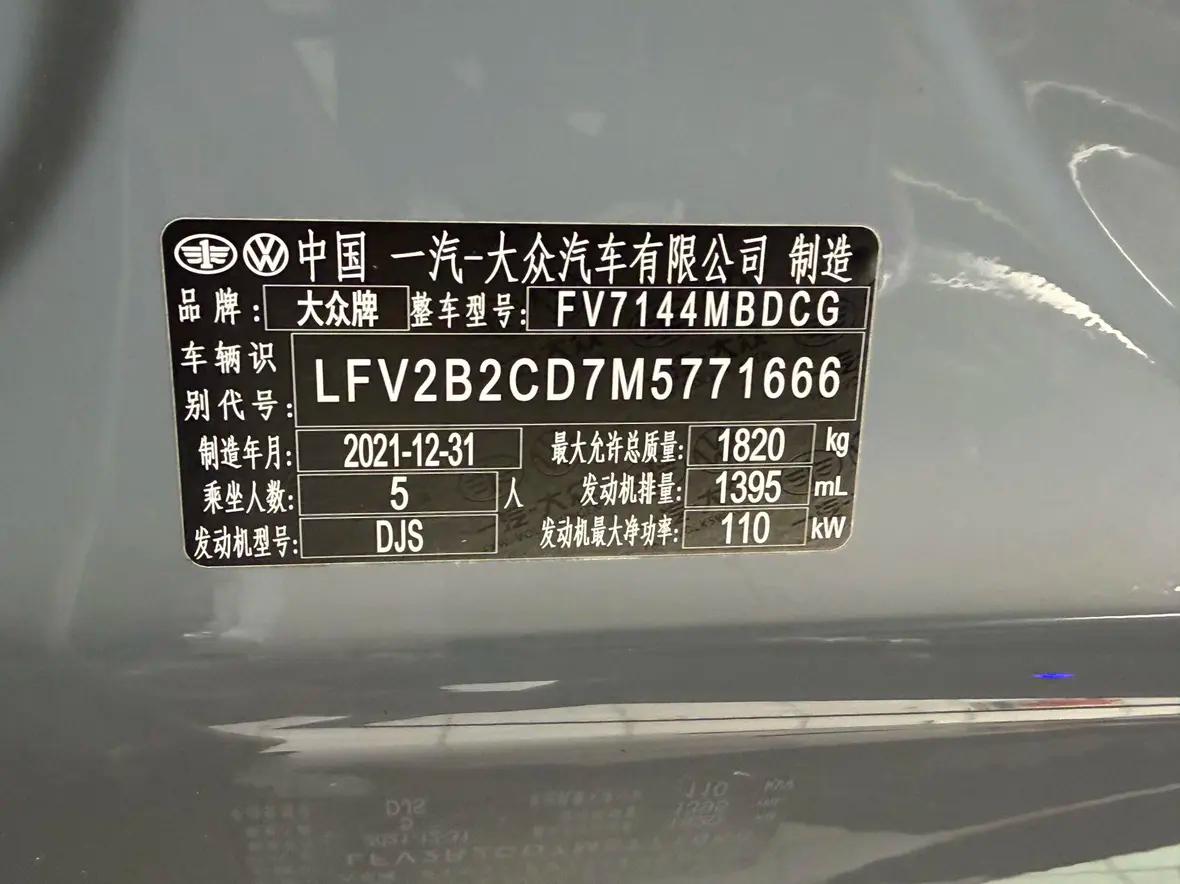 中国 一汽-大众汽车有限公司 制造
品牌: 大众牌 整车型号: FV7144MBDCG
车辆识别代号: LFV2B2CD7M5771666
制造年月: 2021-12-31 最大允许总质量: 1820 kg
乘坐人数: 5 人 发动机排量: 1395 mL
发动机型号: DJS 发动机最大净功率: 110 kW